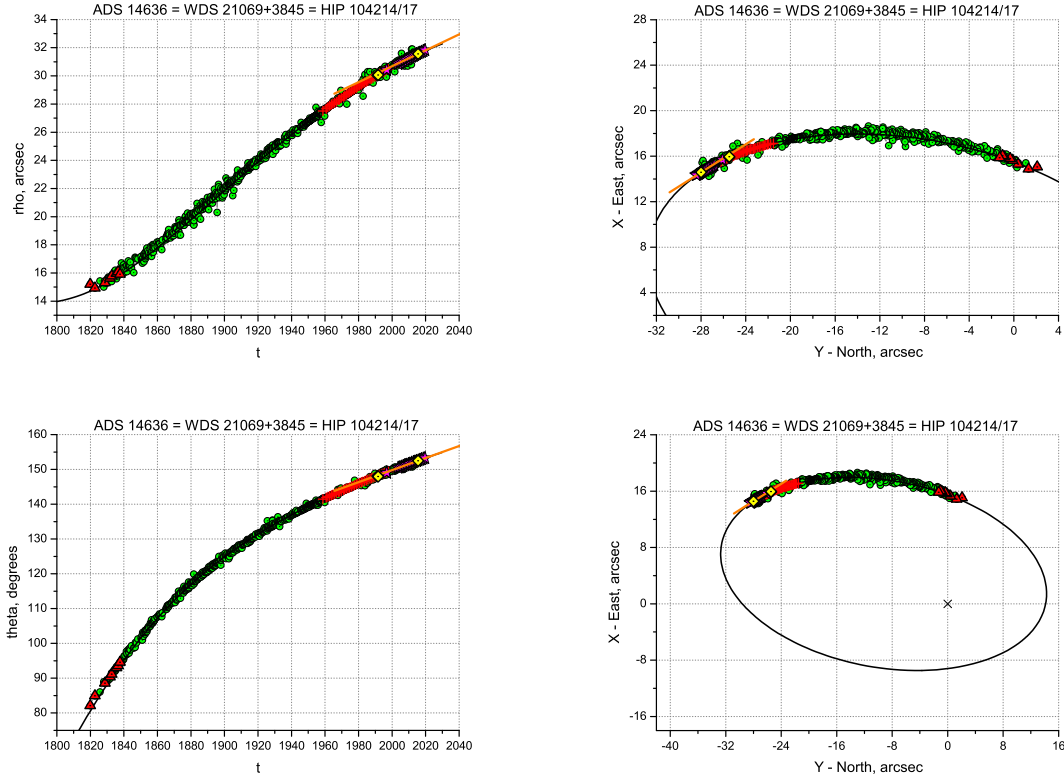 ADS 14636 = WDS 21069+3845 = HIP 104214/17
36
34
32
30
28
26
24
22
20
18
16
14
rho, arcsec
1800 1820 1840 1860 1880 1900 1920 1940 1960 1980 2000 2020 2040
t
ADS 14636 = WDS 21069+3845 = HIP 104214/17
28
24
20
16
12
8
4
X - East, arcsec
-32 -28 -24 -20 -16 -12 -8 -4 0 4
Y - North, arcsec
ADS 14636 = WDS 21069+3845 = HIP 104214/17
160
150
140
130
120
110
100
90
80
theta, degrees
1800 1820 1840 1860 1880 1900 1920 1940 1960 1980 2000 2020 2040
t
ADS 14636 = WDS 21069+3845 = HIP 104214/17
24
16
8
0
-8
-16
X - East, arcsec
-40 -32 -24 -16 -8 0 8 16
Y - North, arcsec